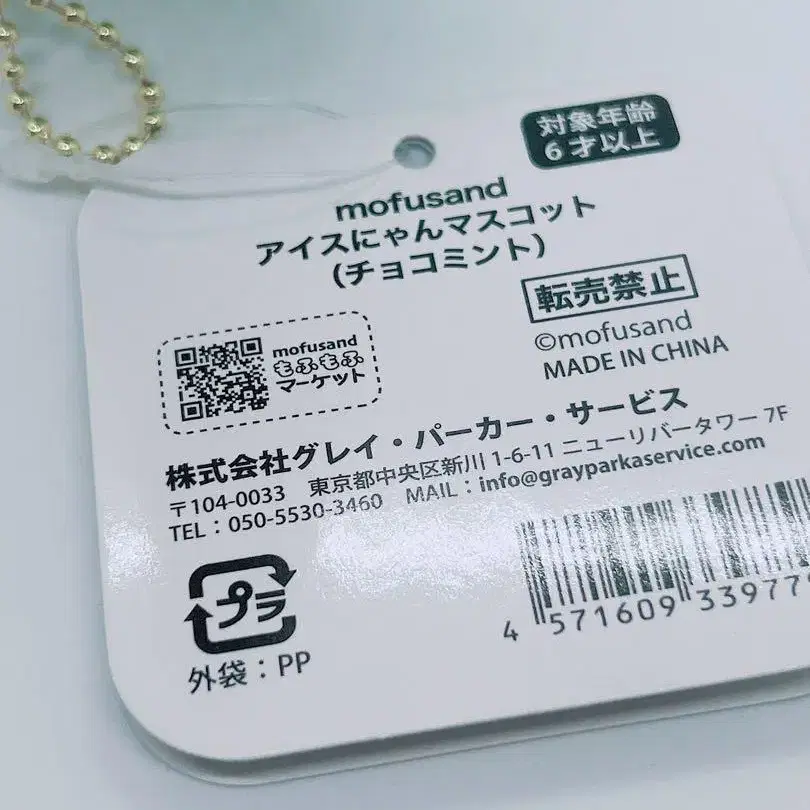 対象年齢
6才以上
mofusand
アイスにゃんマスコット
(チョコミント)
転売禁止
©mofusand
MADE IN CHINA
mofusand
もふもふ
マーケット
株式会社グレイ・パーカー・サービス
〒104-0033 東京都中央区新川1-6-11 ニューリバータワー 7F
TEL：050-5530-3460 MAIL：info@grayparkaservice.com
プラ
外袋：PP
4 571609 33977